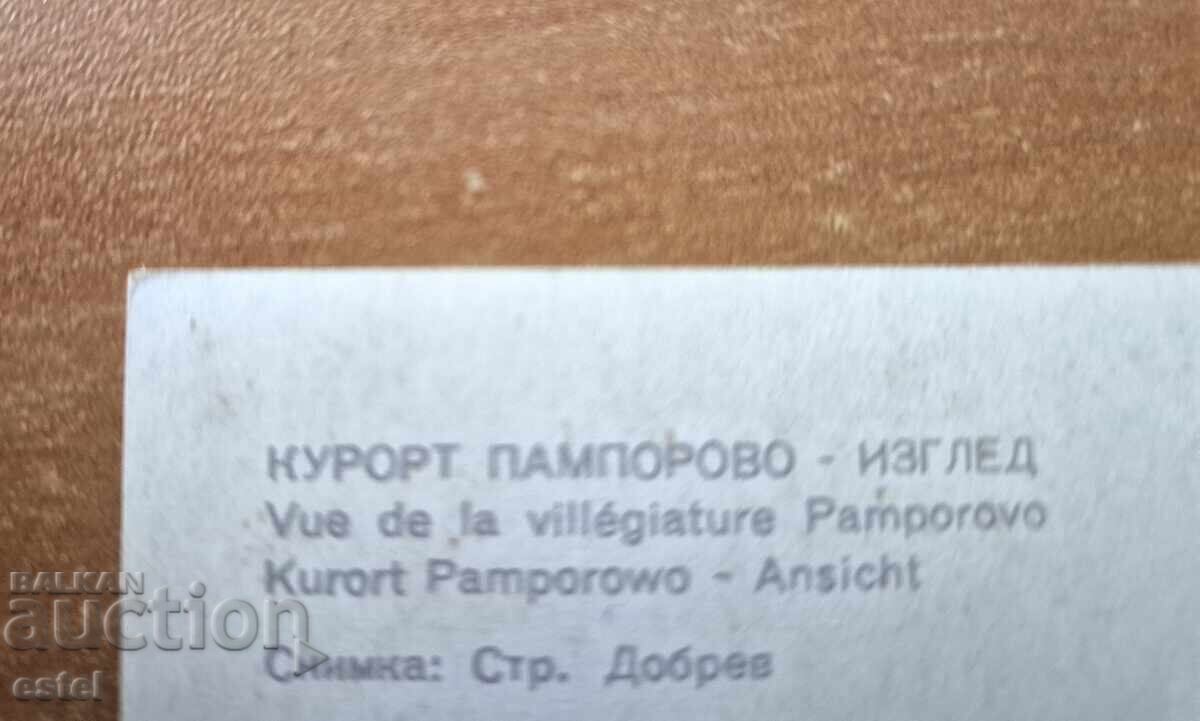 КУРОРТ ПАМПОРОВО - ИЗГЛЕД
Vue de la villégiature Pamporovo
Kurort Pamporowo - Ansicht
Снимка: Стр. Добрев
BALKAN
auction
estel